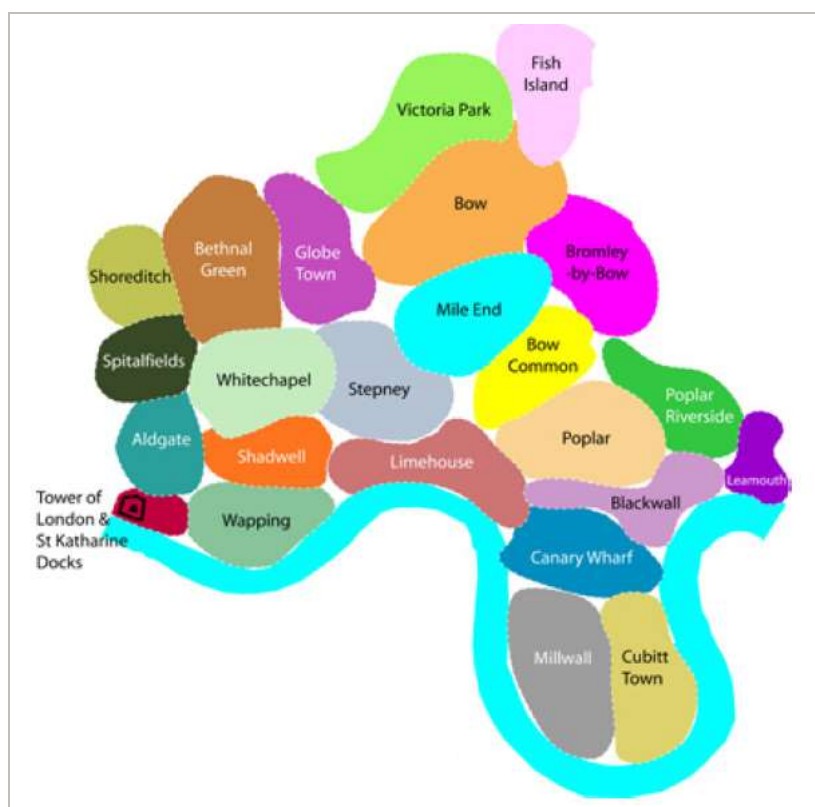 Fish
Island
Victoria Park
Bow
Bethnal
Green
Globe
Town
Bromley
-by-Bow
Shoreditch
Mile End
Spitalfields
Whitechapel
Stepney
Bow
Common
Poplar
Riverside
Aldgate
Shadwell
Limehouse
Poplar
Leamouth
Tower of
London &
St Katharine
Docks
Wapping
Blackwall
Canary Wharf
Millwall
Cubitt
Town